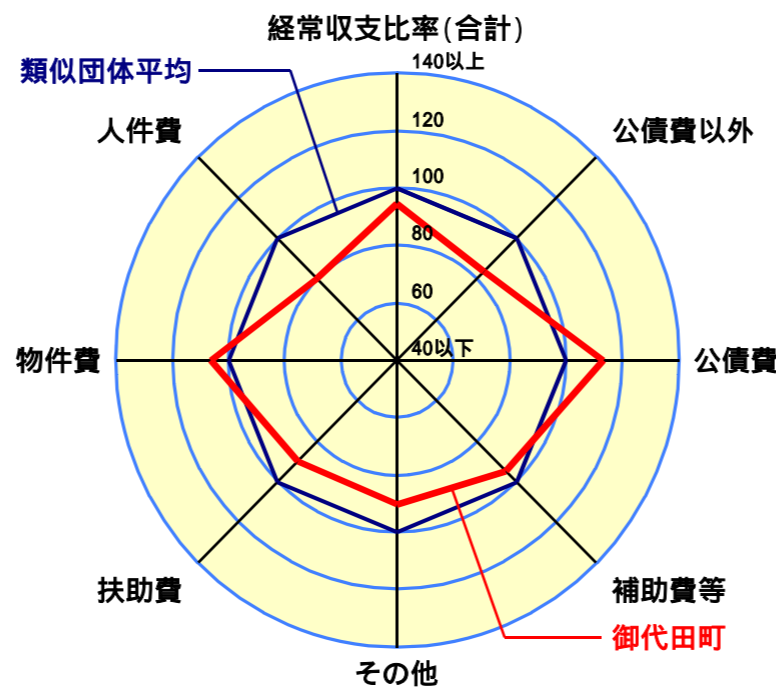 経常収支比率(合計)
140以上
類似団体平均
人件費
公債費以外
120
100
80
60
40以下
物件費
公債費
扶助費
補助費等
御代田町
その他